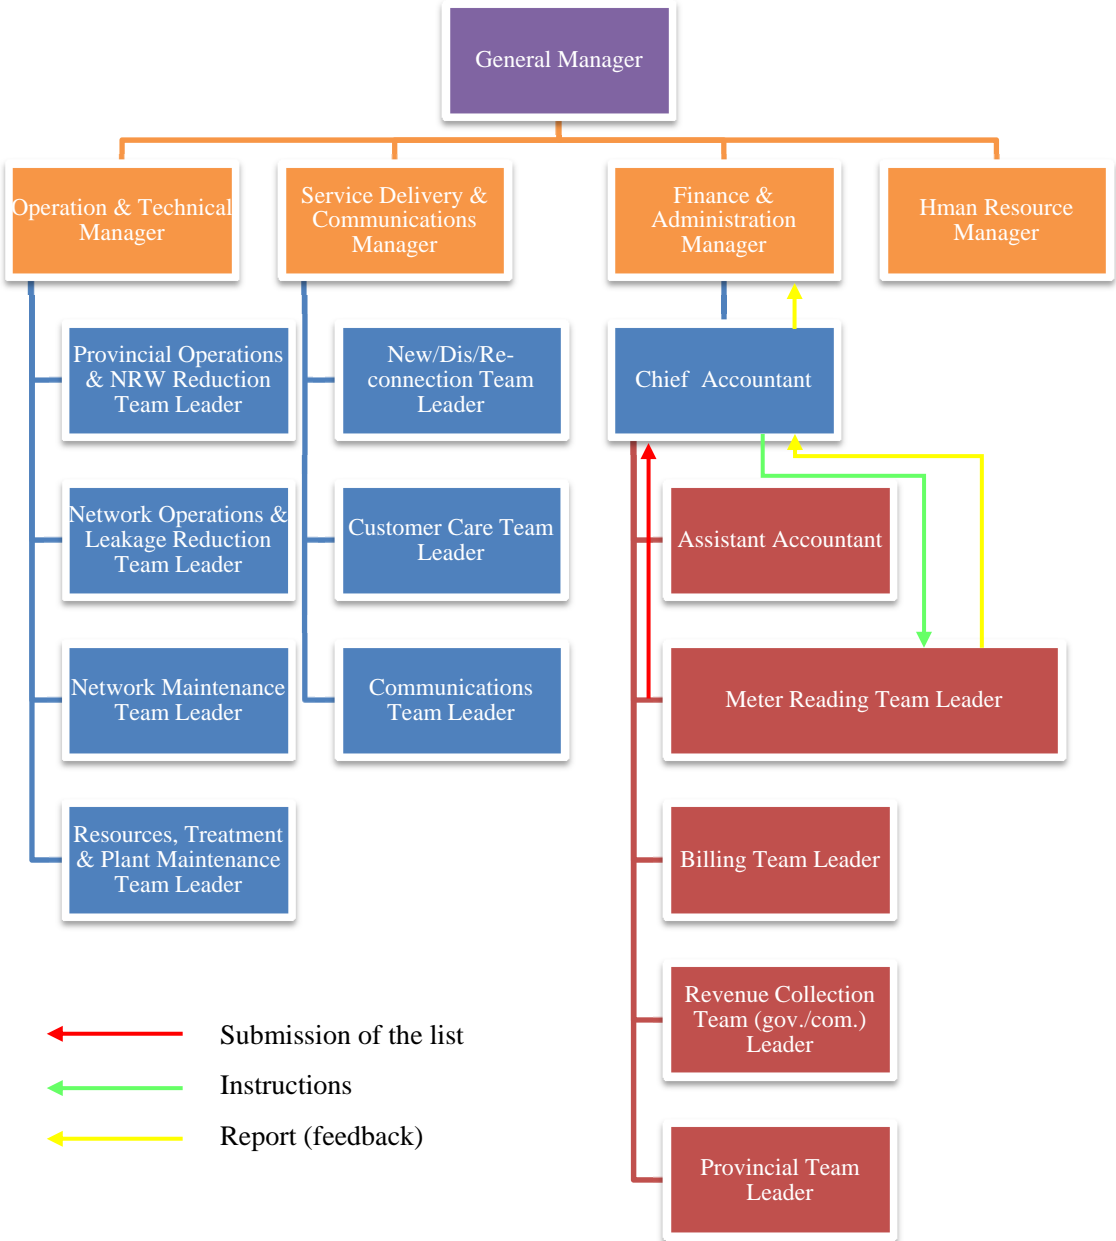 General Manager
Operation & Technical
Manager
Service Delivery &
Communications
Manager
Finance &
Administration
Manager
Hman Resource
Manager
Provincial Operations
& NRW Reduction
Team Leader
New/Dis/Re-
connection Team
Leader
Chief Accountant
Network Operations &
Leakage Reduction
Team Leader
Customer Care Team
Leader
Assistant Accountant
Network Maintenance
Team Leader
Communications
Team Leader
Meter Reading Team Leader
Resources, Treatment
& Plant Maintenance
Team Leader
Billing Team Leader
Revenue Collection
Team (gov./com.)
Leader
Provincial Team
Leader
Submission of the list
Instructions
Report (feedback)